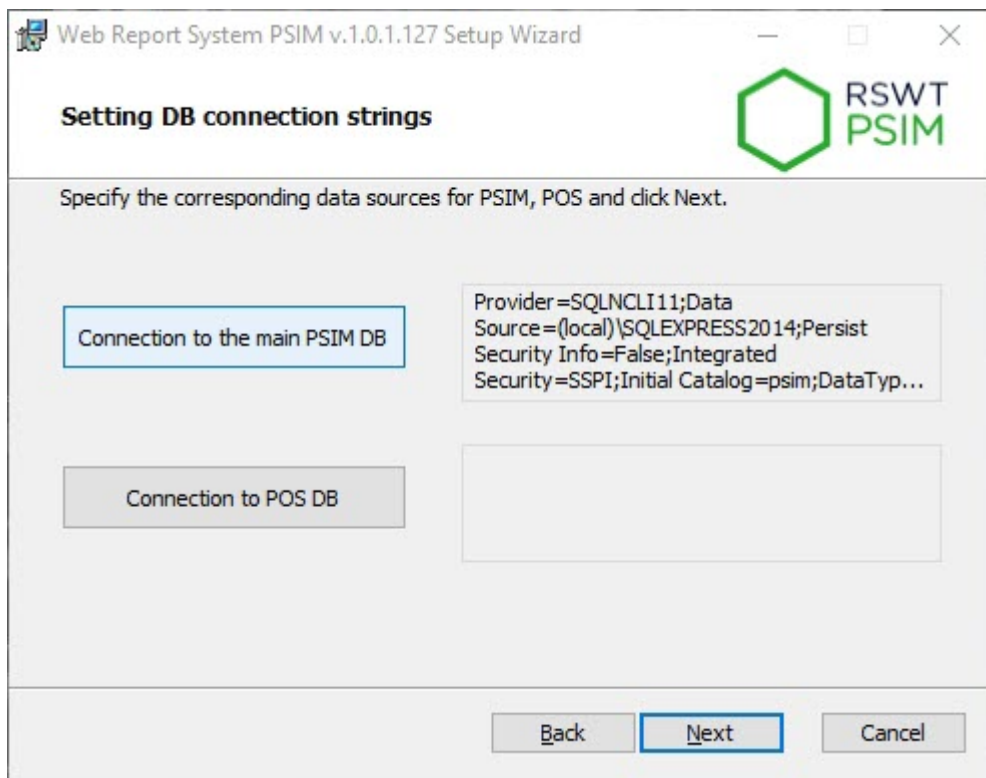 Web Report System PSIM v.1.0.1.127 Setup Wizard
Setting DB connection strings
RSWT
PSIM
Specify the corresponding data sources for PSIM, POS and click Next.
Connection to the main PSIM DB
Provider=SQLNCLI11;Data
Source=(local)\SQLEXPRESS2014;Persist
Security Info=False;Integrated
Security=SSPI;Initial Catalog=psim;DataTyp...
Connection to POS DB
Back
Next
Cancel